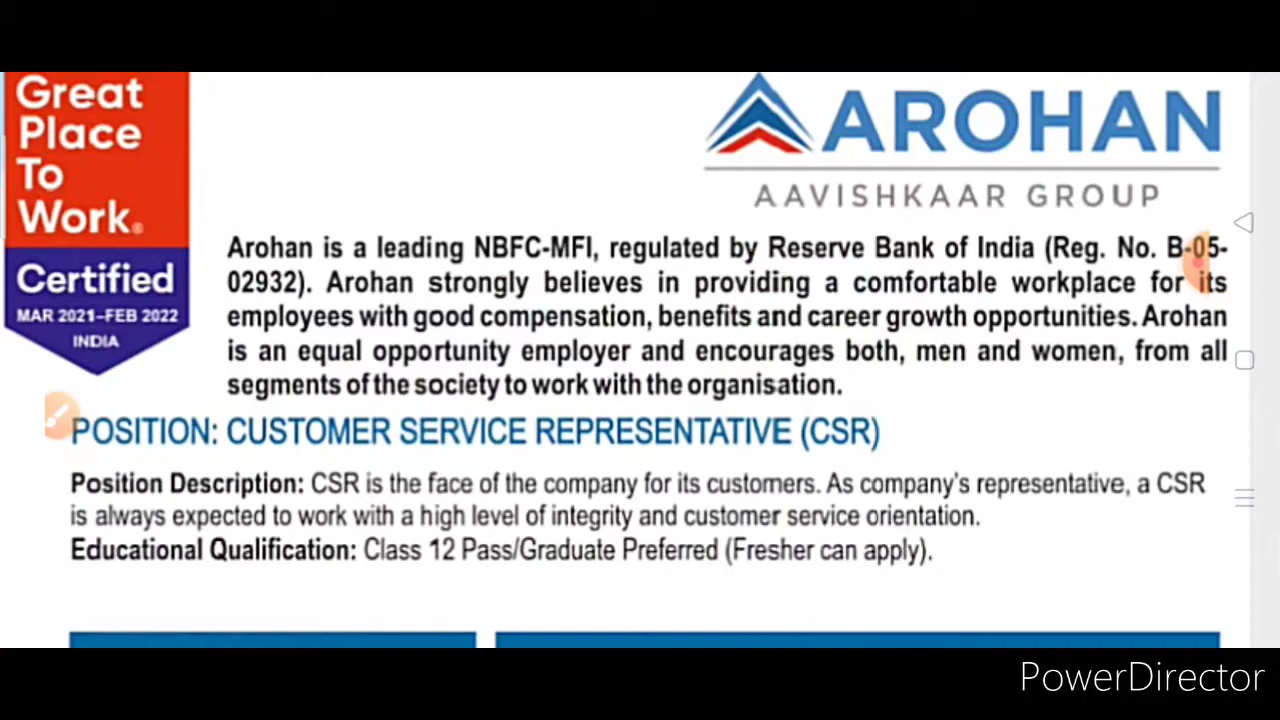 Great
Place
To
Work.
Certified
MAR 2021–FEB 2022
INDIA
AROHAN
AAVISHKAAR GROUP
Arohan is a leading NBFC-MFI, regulated by Reserve Bank of India (Reg. No. B-05-
02932). Arohan strongly believes in providing a comfortable workplace for its
employees with good compensation, benefits and career growth opportunities. Arohan
is an equal opportunity employer and encourages both, men and women, from all
segments of the society to work with the organisation.
POSITION: CUSTOMER SERVICE REPRESENTATIVE (CSR)
Position Description: CSR is the face of the company for its customers. As company's representative, a CSR
is always expected to work with a high level of integrity and customer service orientation.
Educational Qualification: Class 12 Pass/Graduate Preferred (Fresher can apply).
PowerDirector